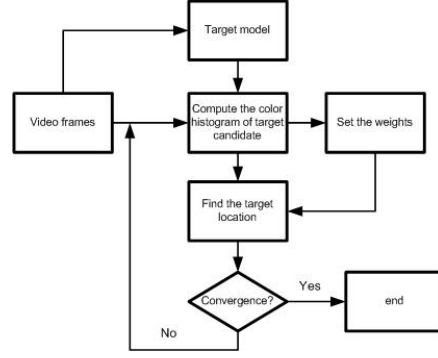 Target model
Video frames
Compute the color
histogram of target
candidate
Set the weights
Find the target
location
Convergence?
Yes
end
No